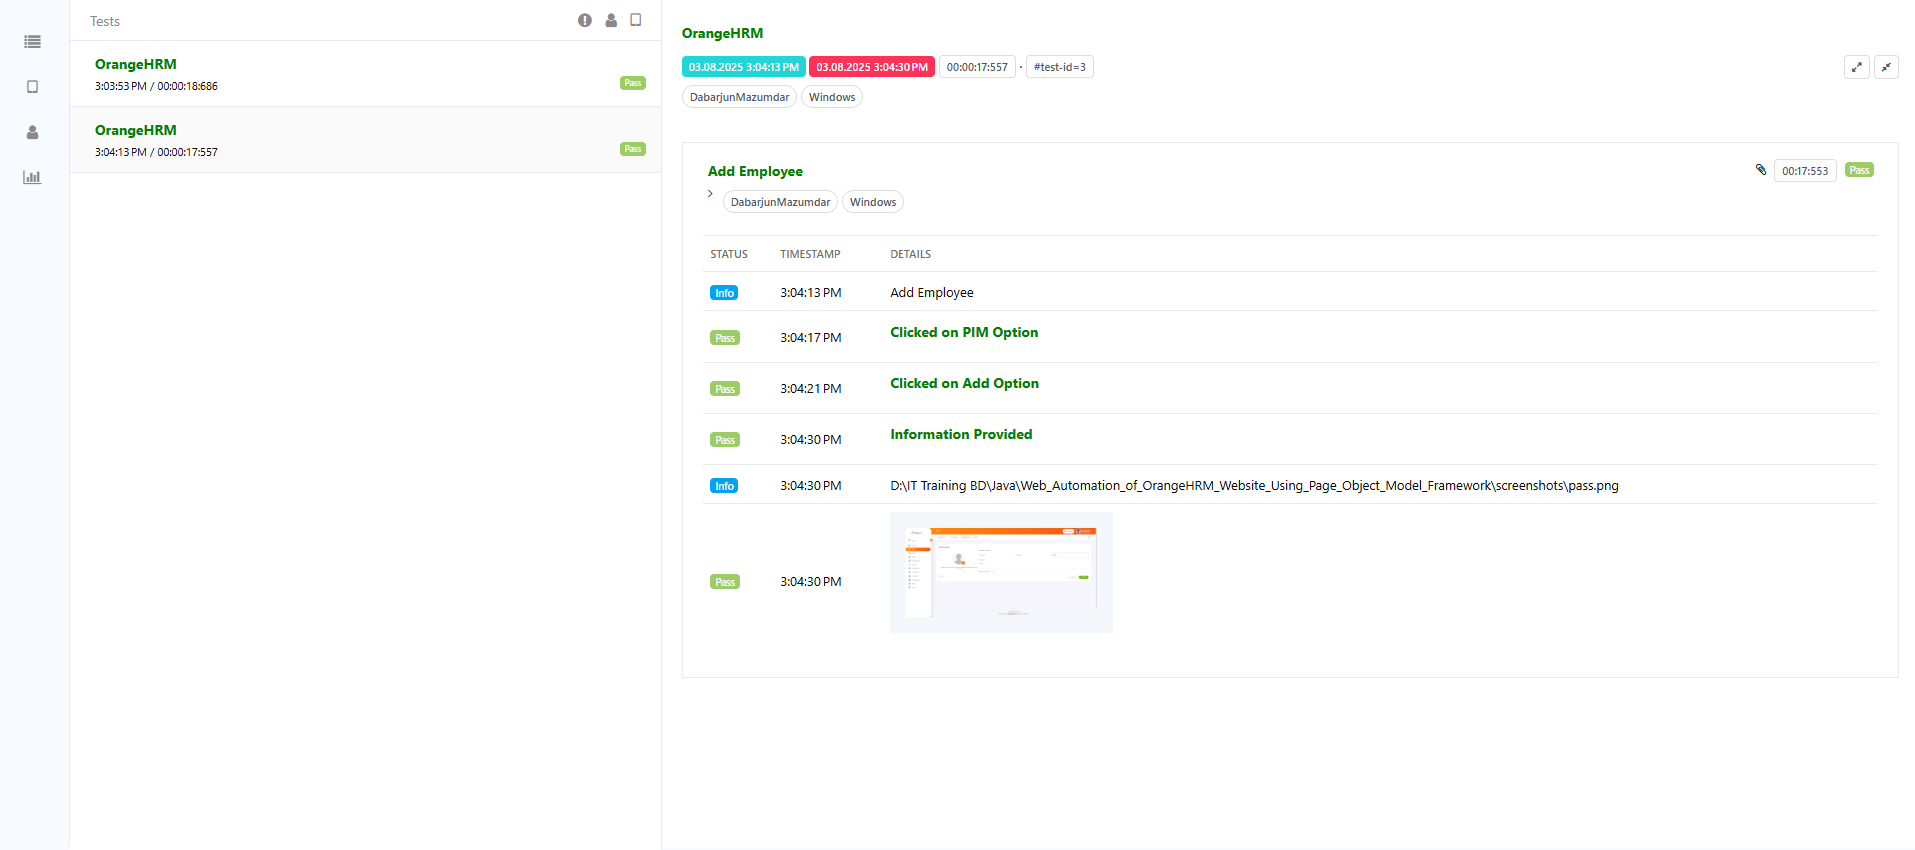 Tests
OrangeHRM
3:03:53 PM / 00:00:18:686
Pass
OrangeHRM
3:04:13 PM / 00:00:17:557
Pass
OrangeHRM
03.08.2025 3:04:13 PM 03.08.2025 3:04:30 PM 00:00:17:557 · #test-id=3
DabarjunMazumdar Windows
Add Employee 00:17:553 Pass
DabarjunMazumdar Windows
STATUS TIMESTAMP DETAILS
Info 3:04:13 PM Add Employee
Pass 3:04:17 PM Clicked on PIM Option
Pass 3:04:21 PM Clicked on Add Option
Pass 3:04:30 PM Information Provided
Info 3:04:30 PM D:\IT Training BD\Java\Web_Automation_of_OrangeHRM_Website_Using_Page_Object_Model_Framework\screenshots\pass.png
Pass 3:04:30 PM